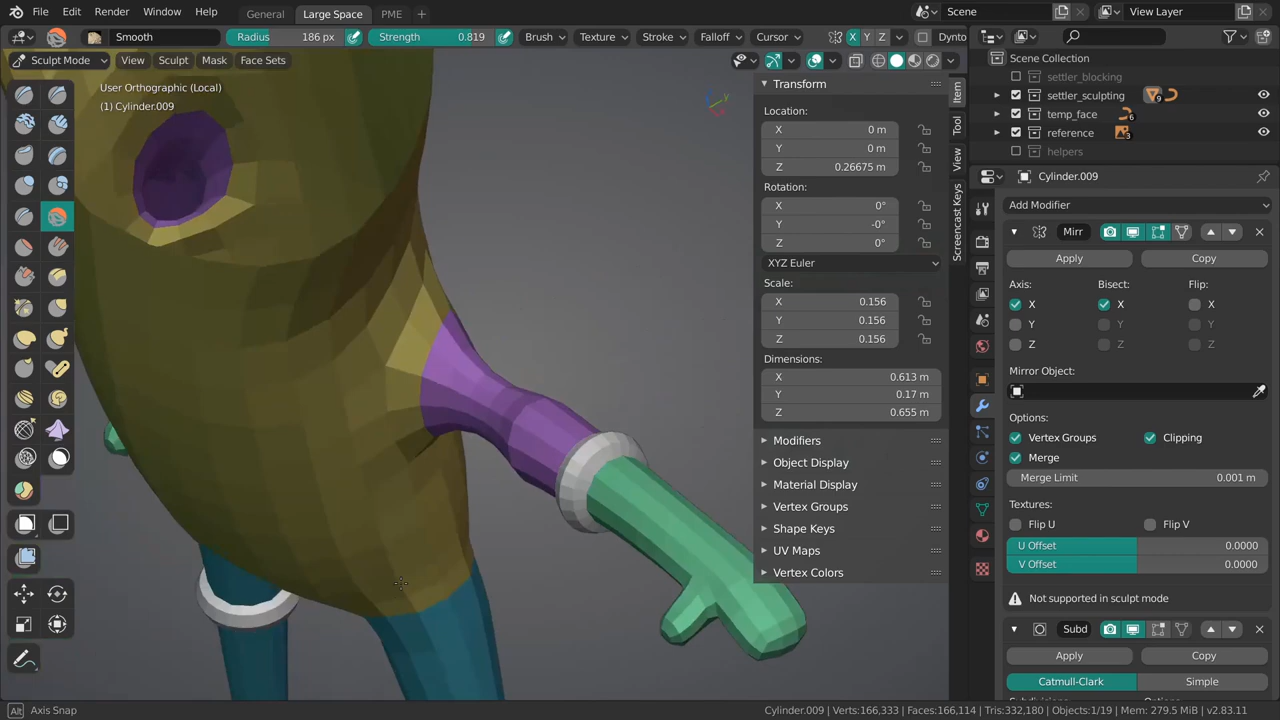 File Edit Render Window Help General Large Space PME + Scene View Layer
Smooth Radius 186 px Strength 0.819 Brush Texture Stroke Falloff Cursor X Y Z Dynto
Sculpt Mode View Sculpt Mask Face Sets
User Orthographic (Local)
(1) Cylinder.009
Transform
Location:
X 0 m
Y 0 m
Z 0.26675 m
Rotation:
X 0°
Y -0°
Z 0°
XYZ Euler
Scale:
X 0.156
Y 0.156
Z 0.156
Dimensions:
X 0.613 m
Y 0.17 m
Z 0.655 m
Modifiers
Object Display
Material Display
Vertex Groups
Shape Keys
UV Maps
Vertex Colors
Item
Tool
View
Screencast Keys
Scene Collection
settler_blocking
settler_sculpting 9
temp_face 6
reference 3
helpers
Cylinder.009
Add Modifier
Mirr
Apply Copy
Axis: Bisect: Flip:
X X X
Y Y Y
Z Z Z
Mirror Object:
Options:
Vertex Groups Clipping
Merge
Merge Limit 0.001 m
Textures:
Flip U Flip V
U Offset 0.0000
V Offset 0.0000
Not supported in sculpt mode
Subd
Apply Copy
Catmull-Clark Simple
Alt Axis Snap Cylinder.009 | Verts:166,333 | Faces:166,114 | Tris:332,180 | Objects:1/19 | Mem: 279.5 MiB | v2.83.11